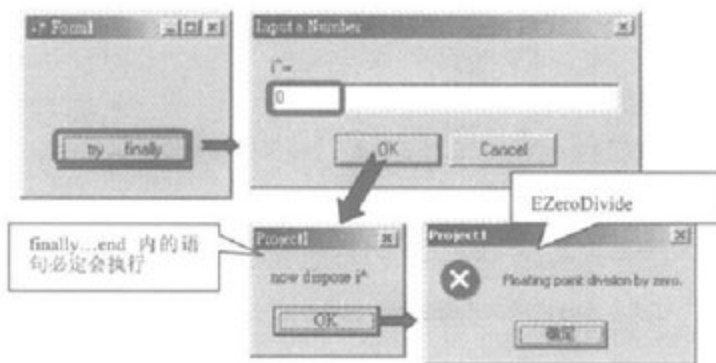 Form1
try...finally
Input a Number
i^=
0
OK
Cancel
finally...end 内的语
句必定会执行
Project1
now dispose i^
OK
EZeroDivide
Project1
Floating point division by zero.
确定